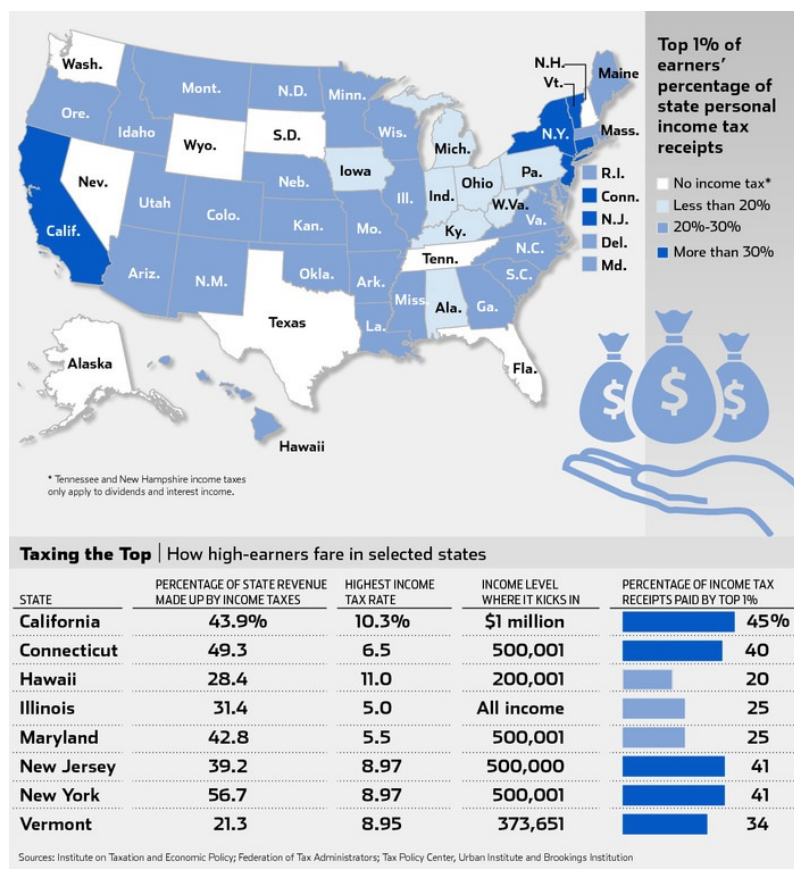 Top 1% of
earners'
percentage of
state personal
income tax
receipts
No income tax*
Less than 20%
20%-30%
More than 30%
Wash.
Ore.
Calif.
Nev.
Idaho
Mont.
Wyo.
Utah
Ariz.
Colo.
N.M.
N.D.
S.D.
Neb.
Kan.
Okla.
Texas
Minn.
Iowa
Mo.
Ark.
La.
Wis.
Ill.
Miss.
Mich.
Ind.
Ohio
Ky.
Tenn.
Ala.
Ga.
Fla.
S.C.
N.C.
Va.
W.Va.
Pa.
N.Y.
Vt.
N.H.
Maine
Mass.
R.I.
Conn.
N.J.
Del.
Md.
Alaska
Hawaii
$ $ $
* Tennessee and New Hampshire income taxes
only apply to dividends and interest income.
Taxing the Top | How high-earners fare in selected states
STATE PERCENTAGE OF STATE REVENUE MADE UP BY INCOME TAXES HIGHEST INCOME TAX RATE INCOME LEVEL WHERE IT KICKS IN PERCENTAGE OF INCOME TAX RECEIPTS PAID BY TOP 1%
California 43.9% 10.3% $1 million 45%
Connecticut 49.3 6.5 500,001 40
Hawaii 28.4 11.0 200,001 20
Illinois 31.4 5.0 All income 25
Maryland 42.8 5.5 500,001 25
New Jersey 39.2 8.97 500,000 41
New York 56.7 8.97 500,001 41
Vermont 21.3 8.95 373,651 34
Sources: Institute on Taxation and Economic Policy; Federation of Tax Administrators; Tax Policy Center, Urban Institute and Brookings Institution